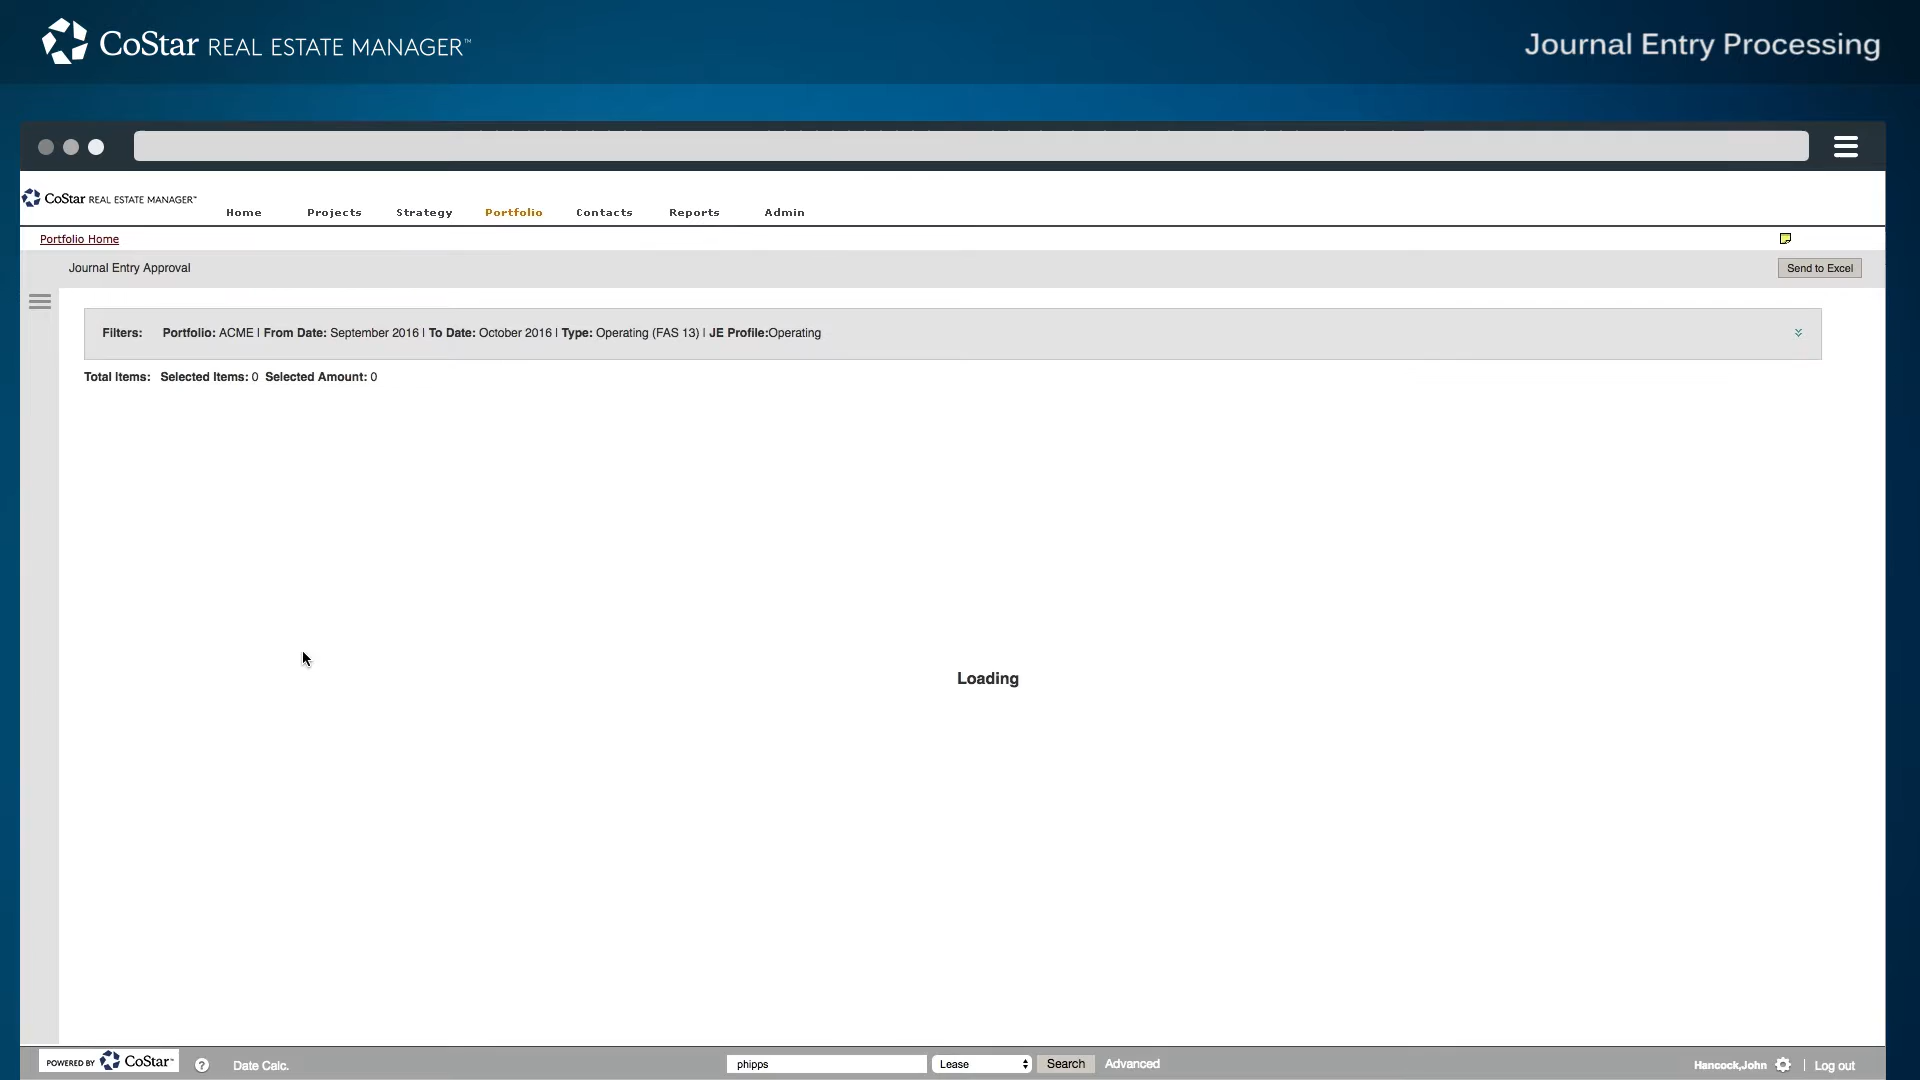 CoStar REAL ESTATE MANAGER™
Journal Entry Processing
CoStar REAL ESTATE MANAGER™
Home Projects Strategy Portfolio Contacts Reports Admin
Portfolio Home
Journal Entry Approval
Send to Excel
Filters: Portfolio: ACME | From Date: September 2016 | To Date: October 2016 | Type: Operating (FAS 13) | JE Profile:Operating
Total Items: Selected Items: 0 Selected Amount: 0
Loading
POWERED BY CoStar™ ? Date Calc. phipps Lease Search Advanced Hancock,John | Log out